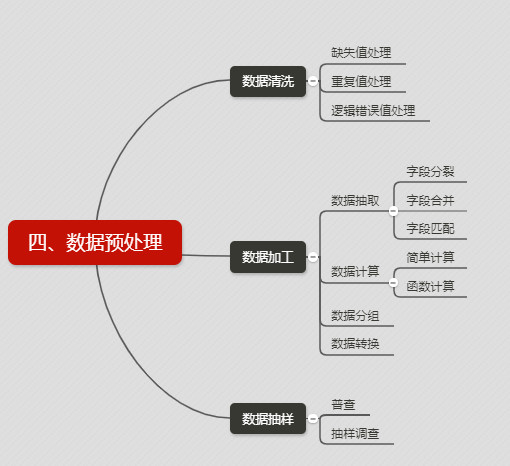 四、数据预处理
数据清洗
缺失值处理
重复值处理
逻辑错误值处理
数据加工
数据抽取
字段分裂
字段合并
字段匹配
数据计算
简单计算
函数计算
数据分组
数据转换
数据抽样
普查
抽样调查